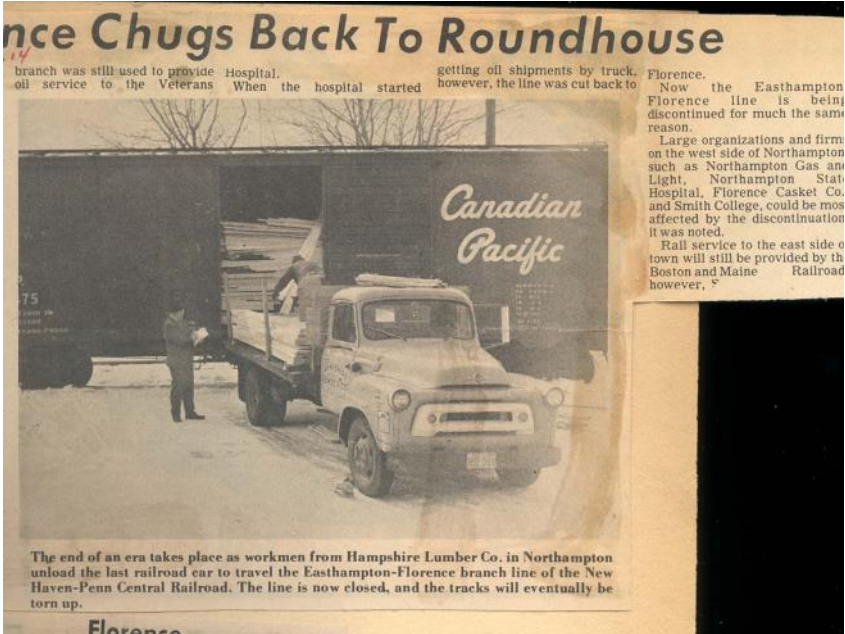 nce Chugs Back To Roundhouse
14
branch was still used to provide
oil service to the Veterans
Hospital.
When the hospital started
getting oil shipments by truck,
however, the line was cut back to
Florence.
Now the Easthampton
Florence line is being
discontinued for much the same
reason.
Large organizations and firms
on the west side of Northampton
such as Northampton Gas and
Light, Northampton State
Hospital, Florence Casket Co.
and Smith College, could be most
affected by the discontinuation
it was noted.
Rail service to the east side o
town will still be provided by th
Boston and Maine Railroad
however,
Canadian
Pacific
75
The end of an era takes place as workmen from Hampshire Lumber Co. in Northampton
unload the last railroad car to travel the Easthampton-Florence branch line of the New
Haven-Penn Central Railroad. The line is now closed, and the tracks will eventually be
torn up.
Florence